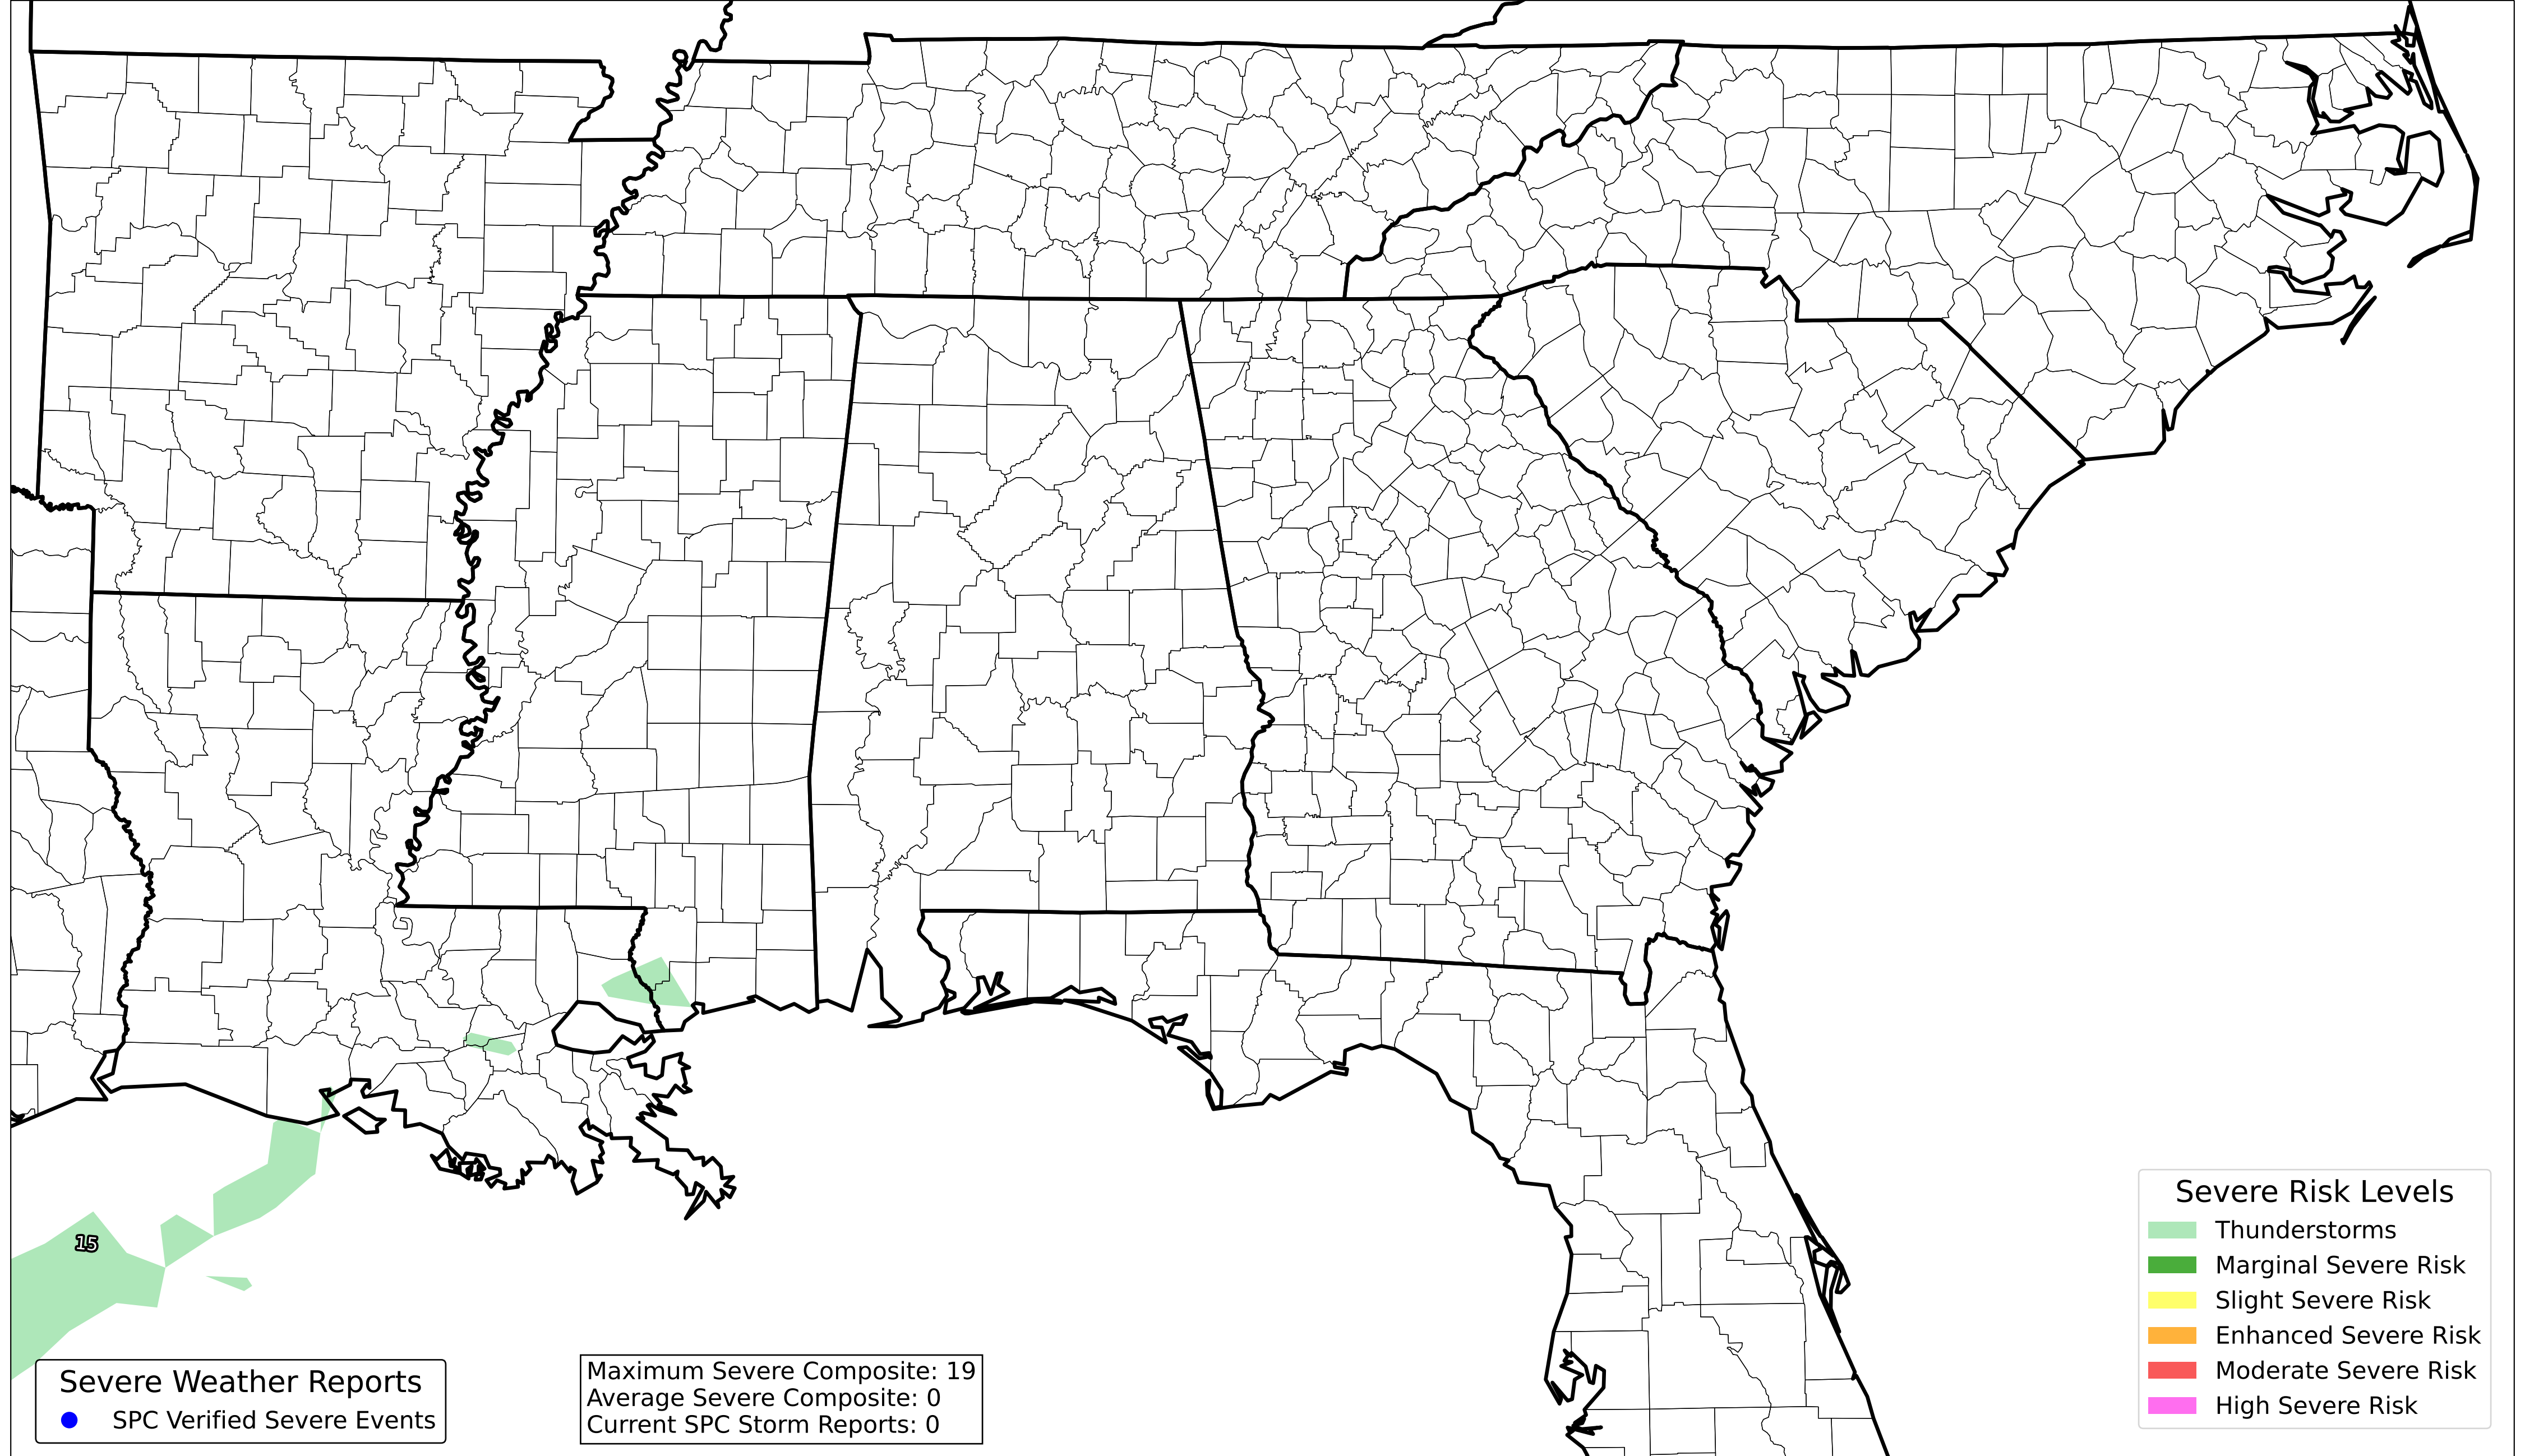 15
Severe Weather Reports
SPC Verified Severe Events
Maximum Severe Composite: 19
Average Severe Composite: 0
Current SPC Storm Reports: 0
Severe Risk Levels
Thunderstorms
Marginal Severe Risk
Slight Severe Risk
Enhanced Severe Risk
Moderate Severe Risk
High Severe Risk